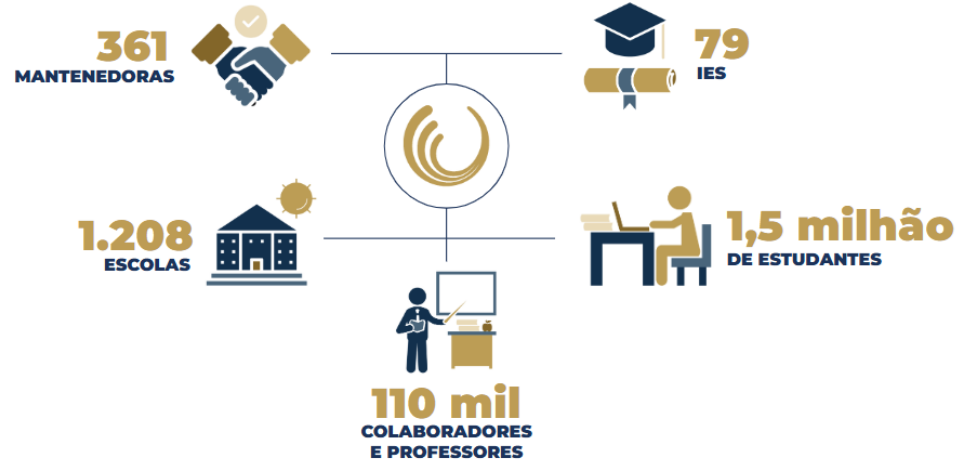 361
MANTENEDORAS
79
IES
1.208
ESCOLAS
1,5 milhão
DE ESTUDANTES
110 mil
COLABORADORES
E PROFESSORES